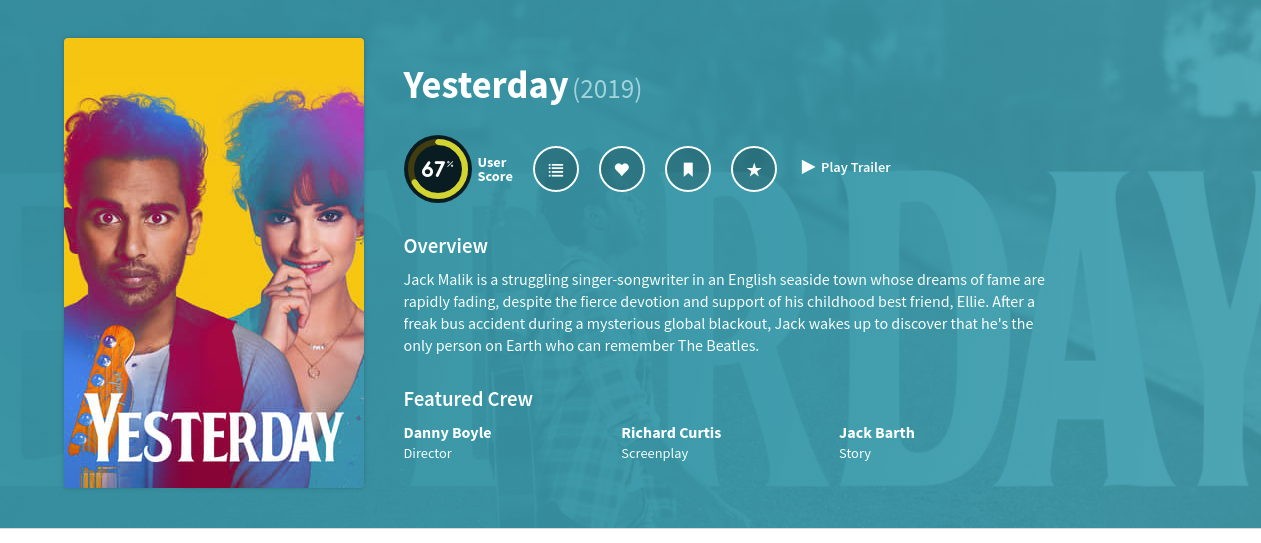 Yesterday (2019)
67%
User
Score
Play Trailer
Overview
Jack Malik is a struggling singer-songwriter in an English seaside town whose dreams of fame are
rapidly fading, despite the fierce devotion and support of his childhood best friend, Ellie. After a
freak bus accident during a mysterious global blackout, Jack wakes up to discover that he's the
only person on Earth who can remember The Beatles.
Featured Crew
Danny Boyle
Director
Richard Curtis
Screenplay
Jack Barth
Story
YESTERDAY
ESTERDAY